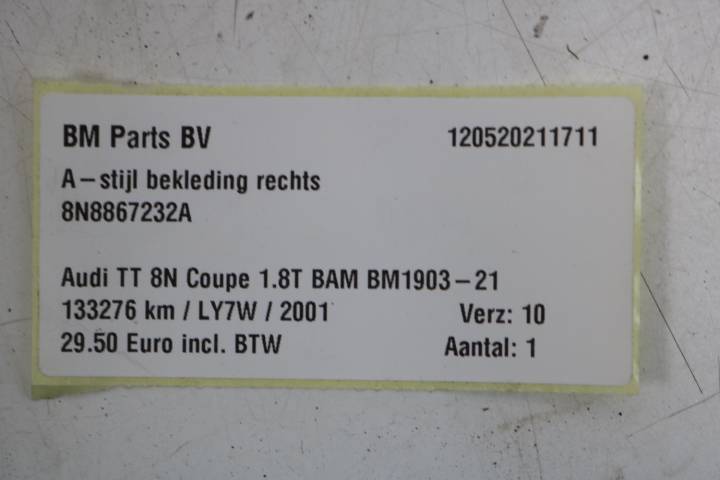 BM Parts BV 120520211711
A-stijl bekleding rechts
8N8867232A
Audi TT 8N Coupe 1.8T BAM BM1903-21
133276 km / LY7W / 2001 Verz: 10
29.50 Euro incl. BTW Aantal: 1